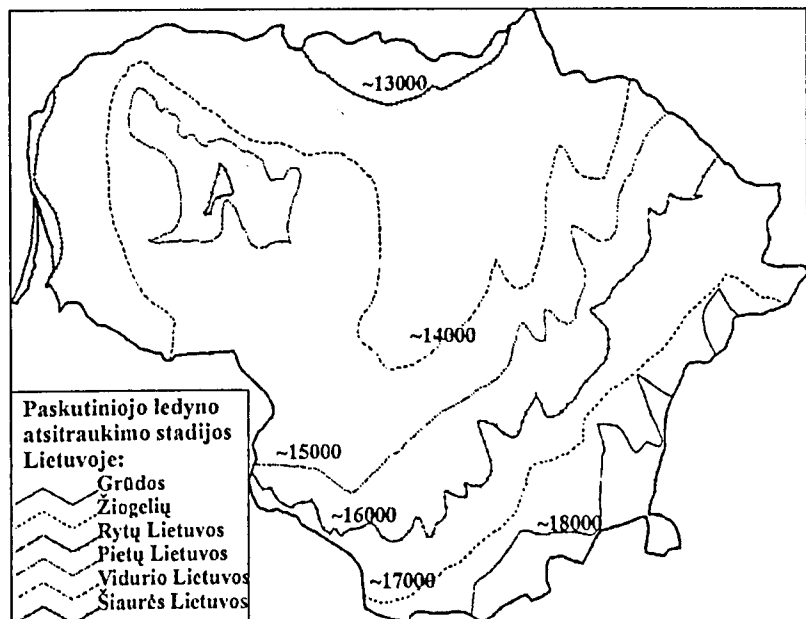 ~13000
~14000
~15000
~16000
~18000
~17000
Paskutiniojo ledyno
atsitraukimo stadijos
Lietuvoje:
Grūdos
Žiogelių
Rytų Lietuvos
Pietų Lietuvos
Vidurio Lietuvos
Šiaurės Lietuvos